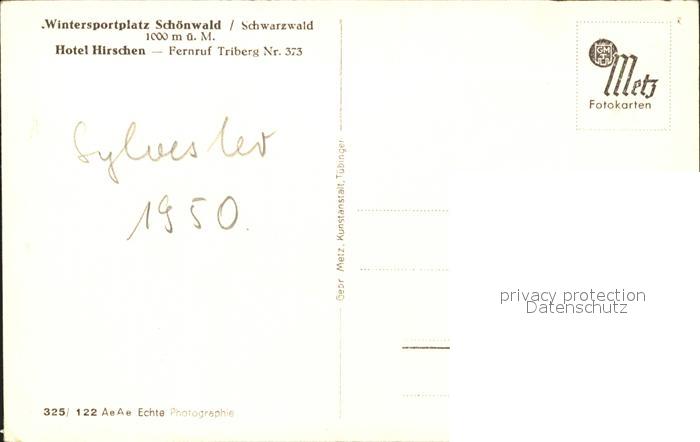 Wintersportplatz Schönwald / Schwarzwald
1000 m ü. M.
Hotel Hirschen — Fernruf Triberg Nr. 373
Metz
Fotokarten
Sylvester
1950.
Gebr. Metz, Kunstanstalt, Tübingen
privacy protection
Datenschutz
325/ 122 AeAe Echte Photographie